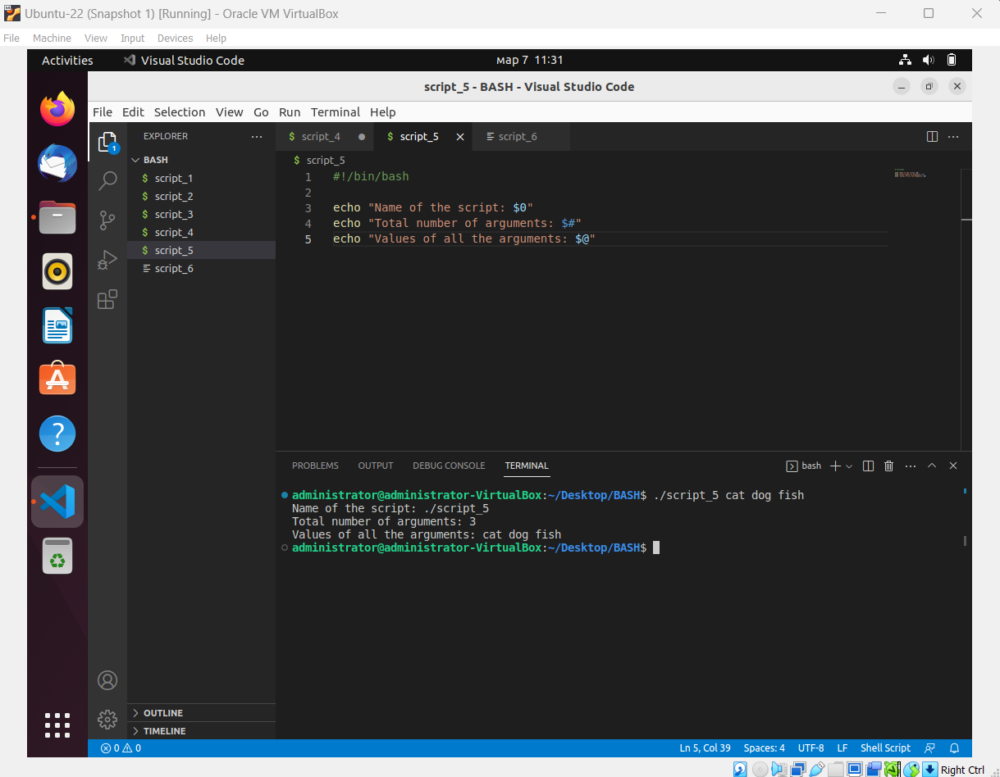 Ubuntu-22 (Snapshot 1) [Running] - Oracle VM VirtualBox
File Machine View Input Devices Help
Activities Visual Studio Code мар 7 11:31
script_5 - BASH - Visual Studio Code
File Edit Selection View Go Run Terminal Help
EXPLORER
1
BASH
$ script_1
$ script_2
$ script_3
$ script_4
$ script_5
script_6
OUTLINE
TIMELINE
$ script_4 $ script_5 script_6
$ script_5
1 #!/bin/bash
2
3 echo "Name of the script: $0"
4 echo "Total number of arguments: $#"
5 echo "Values of all the arguments: $@"
PROBLEMS OUTPUT DEBUG CONSOLE TERMINAL bash
administrator@administrator-VirtualBox:~/Desktop/BASH$ ./script_5 cat dog fish
Name of the script: ./script_5
Total number of arguments: 3
Values of all the arguments: cat dog fish
administrator@administrator-VirtualBox:~/Desktop/BASH$
0 0 Ln 5, Col 39 Spaces: 4 UTF-8 LF Shell Script
Right Ctrl